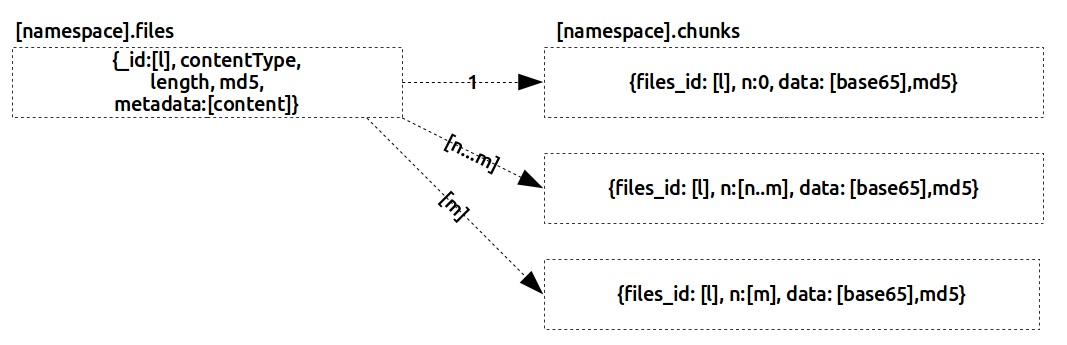 [namespace].files
{_id:[l], contentType,
length, md5,
metadata:[content]}
[namespace].chunks
1
{files_id: [l], n:0, data: [base65],md5}
[n...m]
{files_id: [l], n:[n..m], data: [base65],md5}
[m]
{files_id: [l], n:[m], data: [base65],md5}